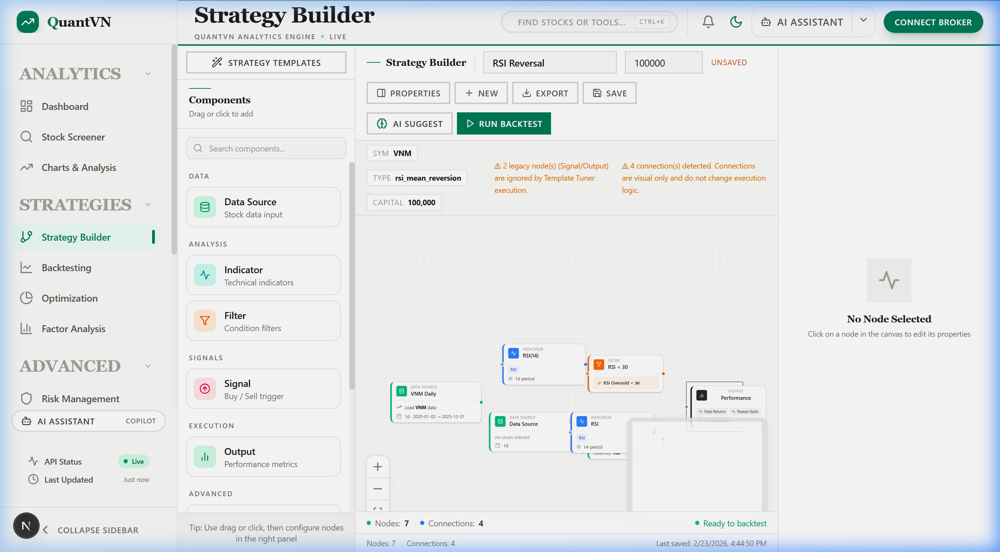 QuantVN
Strategy Builder
QUANTVN ANALYTICS ENGINE • LIVE
FIND STOCKS OR TOOLS...
CTRL+K
AI ASSISTANT
CONNECT BROKER
ANALYTICS
Dashboard
Stock Screener
Charts & Analysis
STRATEGIES
Strategy Builder
Backtesting
Optimization
Factor Analysis
ADVANCED
Risk Management
AI ASSISTANT
COPILOT
API Status
Live
Last Updated
Just now
N
COLLAPSE SIDEBAR
STRATEGY TEMPLATES
Components
Drag or click to add
Search components...
DATA
Data Source
Stock data input
ANALYSIS
Indicator
Technical indicators
Filter
Condition filters
SIGNALS
Signal
Buy / Sell trigger
EXECUTION
Output
Performance metrics
ADVANCED
Tip: Use drag or click, then configure nodes
in the right panel
Strategy Builder
RSI Reversal
100000
UNSAVED
PROPERTIES
NEW
EXPORT
SAVE
AI SUGGEST
RUN BACKTEST
SYM VNM
TYPE rsi_mean_reversion
CAPITAL 100,000
⚠ 2 legacy node(s) (Signal/Output)
are ignored by Template Tuner
execution.
⚠ 4 connection(s) detected. Connections
are visual only and do not change execution
logic.
INDICATOR
RSI(14)
RSI
14-period
FILTER
RSI < 30
IF RSI Oversold < 30
DATA SOURCE
VNM Daily
Load VNM data
1d · 2020-01-02 → 2025-12-31
DATA SOURCE
Data Source
No stocks selected
1d
INDICATOR
RSI
RSI
14-period
Quantity: 100
OUTPUT
Performance
Total Returns
Sharpe Ratio
Max Drawdown
Nodes: 7
Connections: 4
Ready to backtest
Nodes: 7
Connections: 4
Last saved: 2/23/2026, 4:44:50 PM
No Node Selected
Click on a node in the canvas to edit its properties